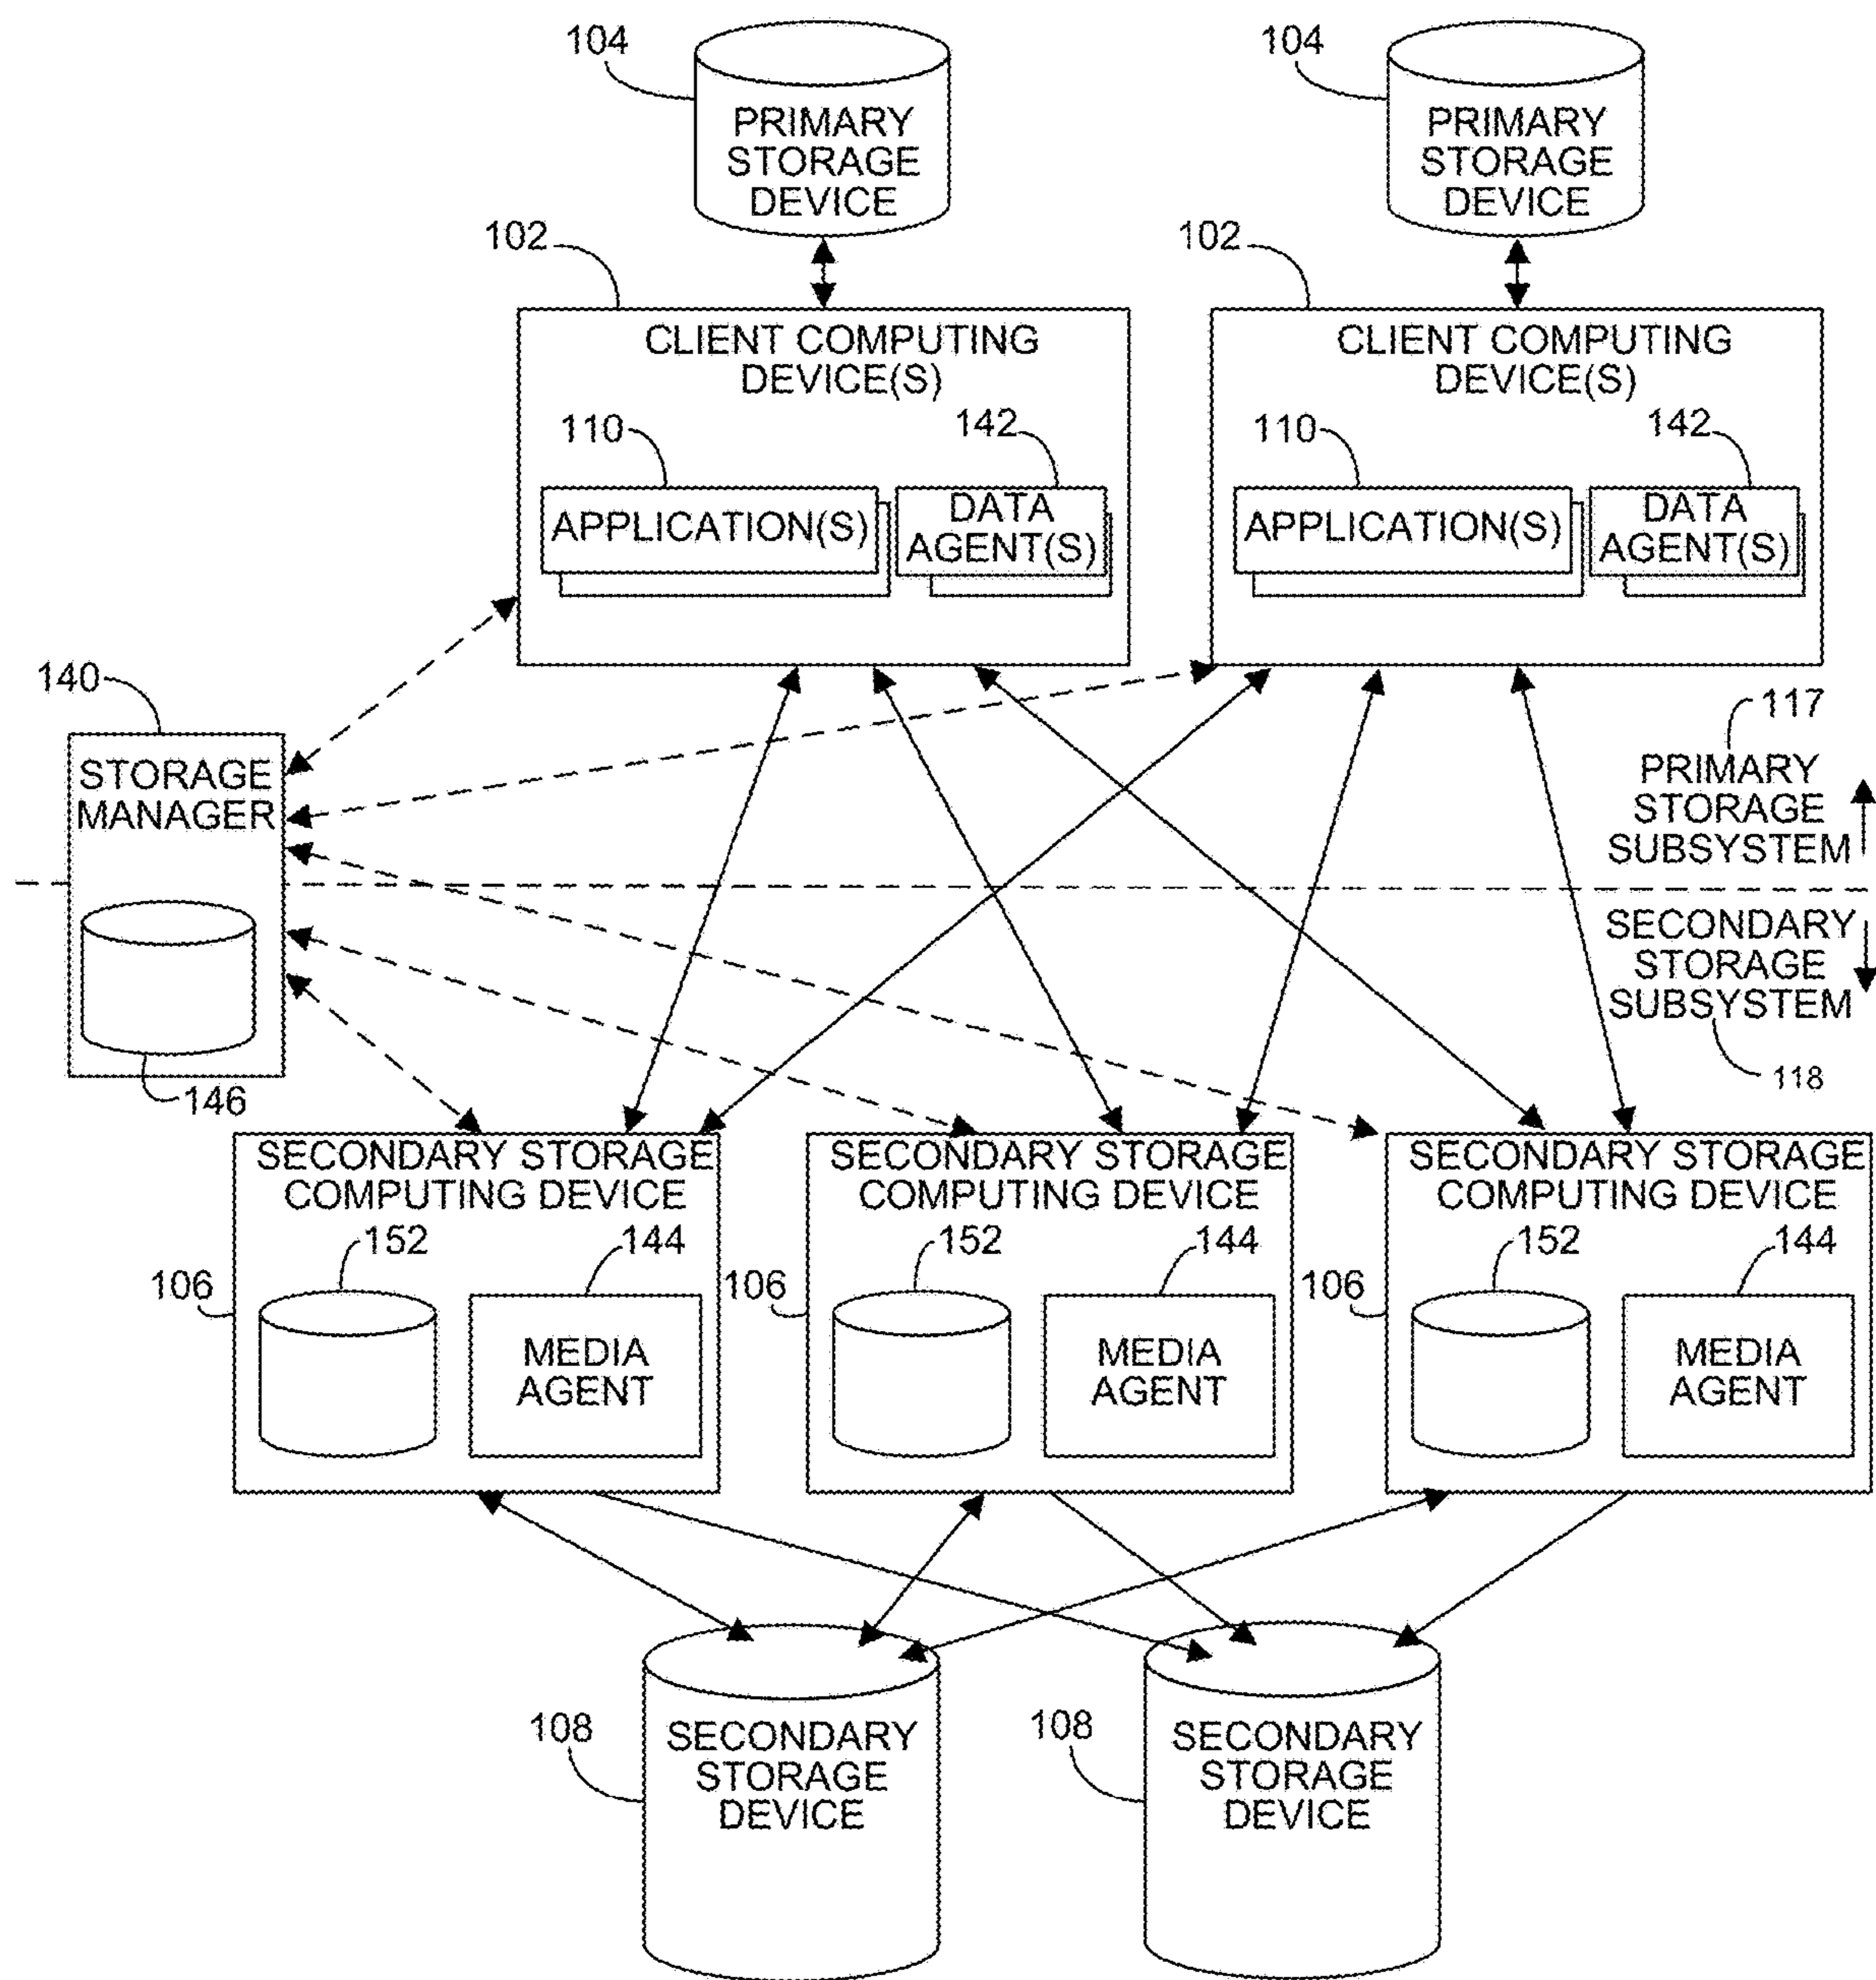 104
104
PRIMARY
STORAGE
DEVICE
PRIMARY
STORAGE
DEVICE
102
102
CLIENT COMPUTING
DEVICE(S)
CLIENT COMPUTING
DEVICE(S)
110
142
110
142
APPLICATION(S)
DATA
AGENT(S)
APPLICATION(S)
DATA
AGENT(S)
140
STORAGE
MANAGER
146
117
PRIMARY
STORAGE
SUBSYSTEM
SECONDARY
STORAGE
SUBSYSTEM
118
SECONDARY STORAGE
COMPUTING DEVICE
152
144
106
MEDIA
AGENT
SECONDARY STORAGE
COMPUTING DEVICE
152
144
106
MEDIA
AGENT
SECONDARY STORAGE
COMPUTING DEVICE
152
144
106
MEDIA
AGENT
108
SECONDARY
STORAGE
DEVICE
108
SECONDARY
STORAGE
DEVICE